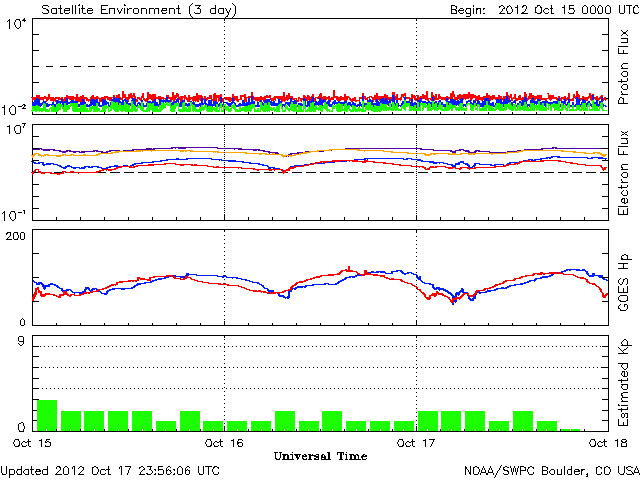 Satellite Environment (3 day)
Begin: 2012 Oct 15 0000 UTC
10⁴
10⁻²
Proton Flux
10⁷
10⁻¹
Electron Flux
200
0
GOES Hp
9
0
Estimated Kp
Oct 15 Oct 16 Oct 17 Oct 18
Universal Time
Updated 2012 Oct 17 23:56:06 UTC
NOAA/SWPC Boulder, CO USA